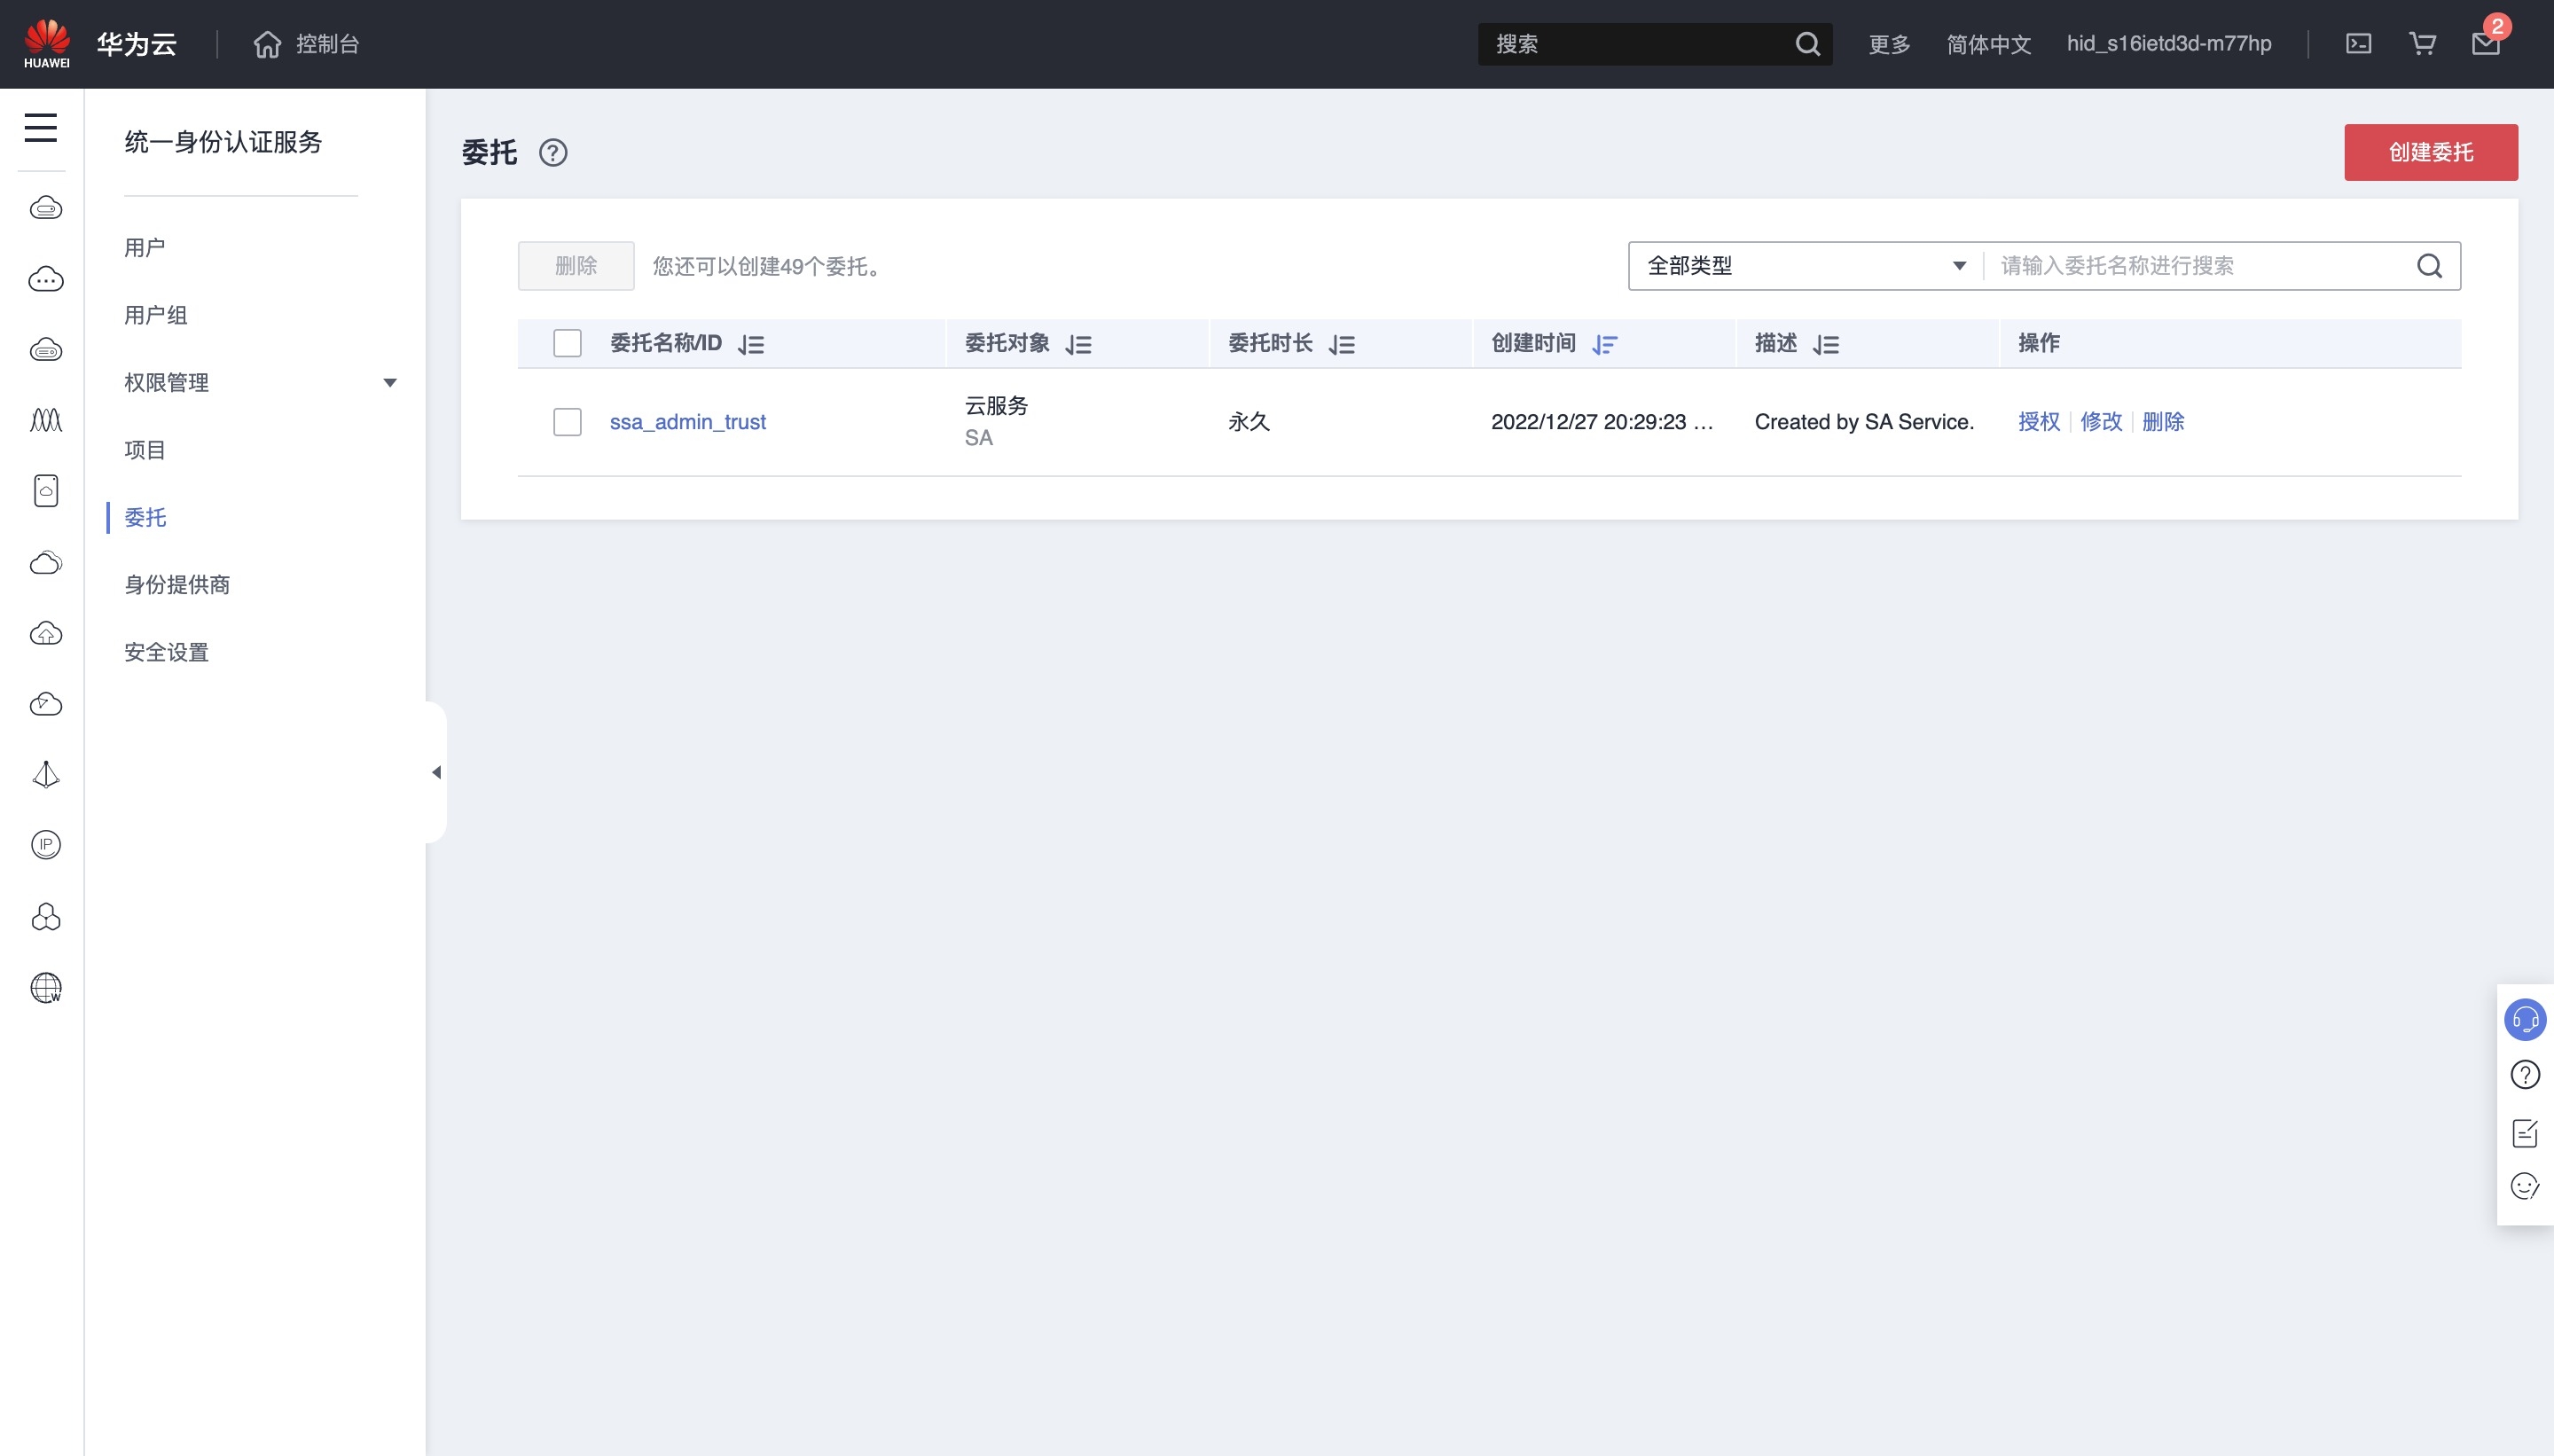 HUAWEI
华为云
控制台
搜索
更多
简体中文
hid_s16ietd3d-m77hp
2
统一身份认证服务
用户
用户组
权限管理
项目
委托
身份提供商
安全设置
委托
创建委托
删除
您还可以创建49个委托。
全部类型
请输入委托名称进行搜索
委托名称/ID
委托对象
委托时长
创建时间
描述
操作
ssa_admin_trust
云服务
SA
永久
2022/12/27 20:29:23 …
Created by SA Service.
授权
修改
删除
IP
W